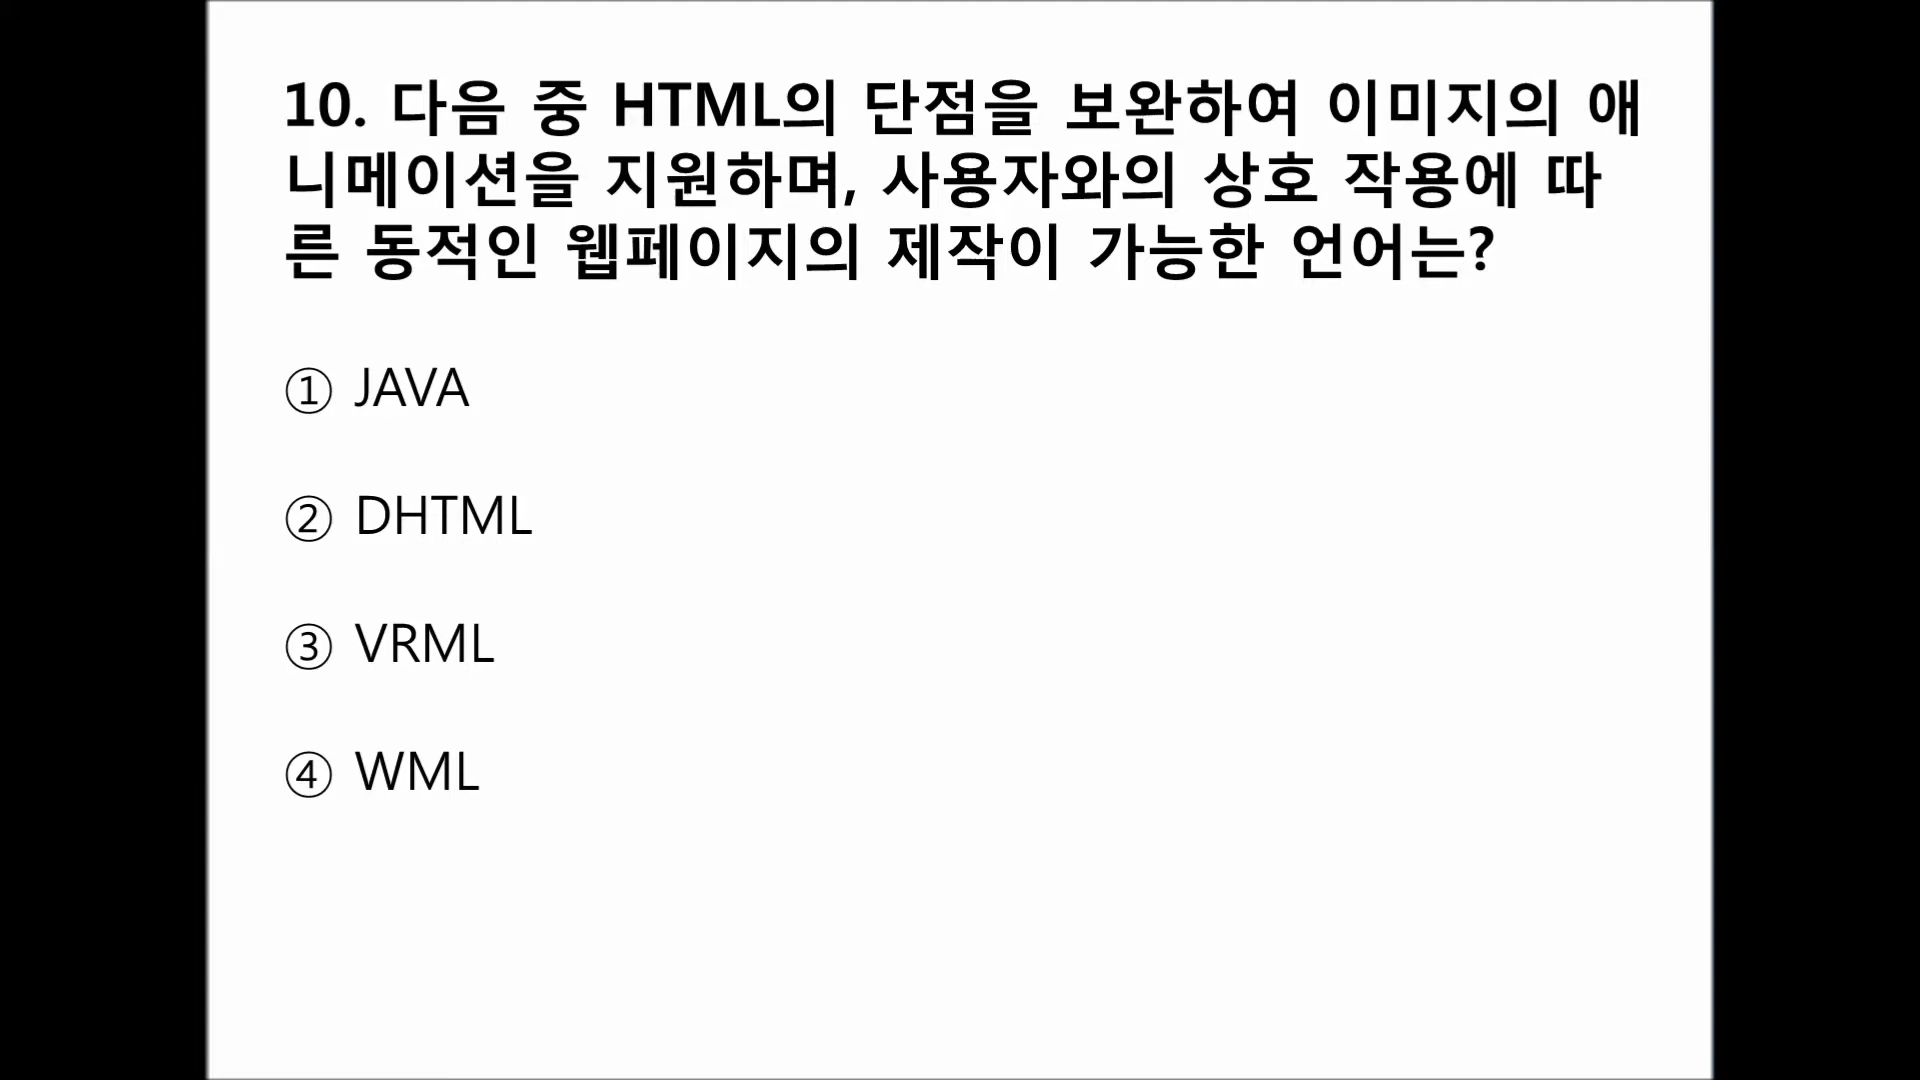 10. 다음 중 HTML의 단점을 보완하여 이미지의 애
니메이션을 지원하며, 사용자와의 상호 작용에 따
른 동적인 웹페이지의 제작이 가능한 언어는?
① JAVA
② DHTML
③ VRML
④ WML